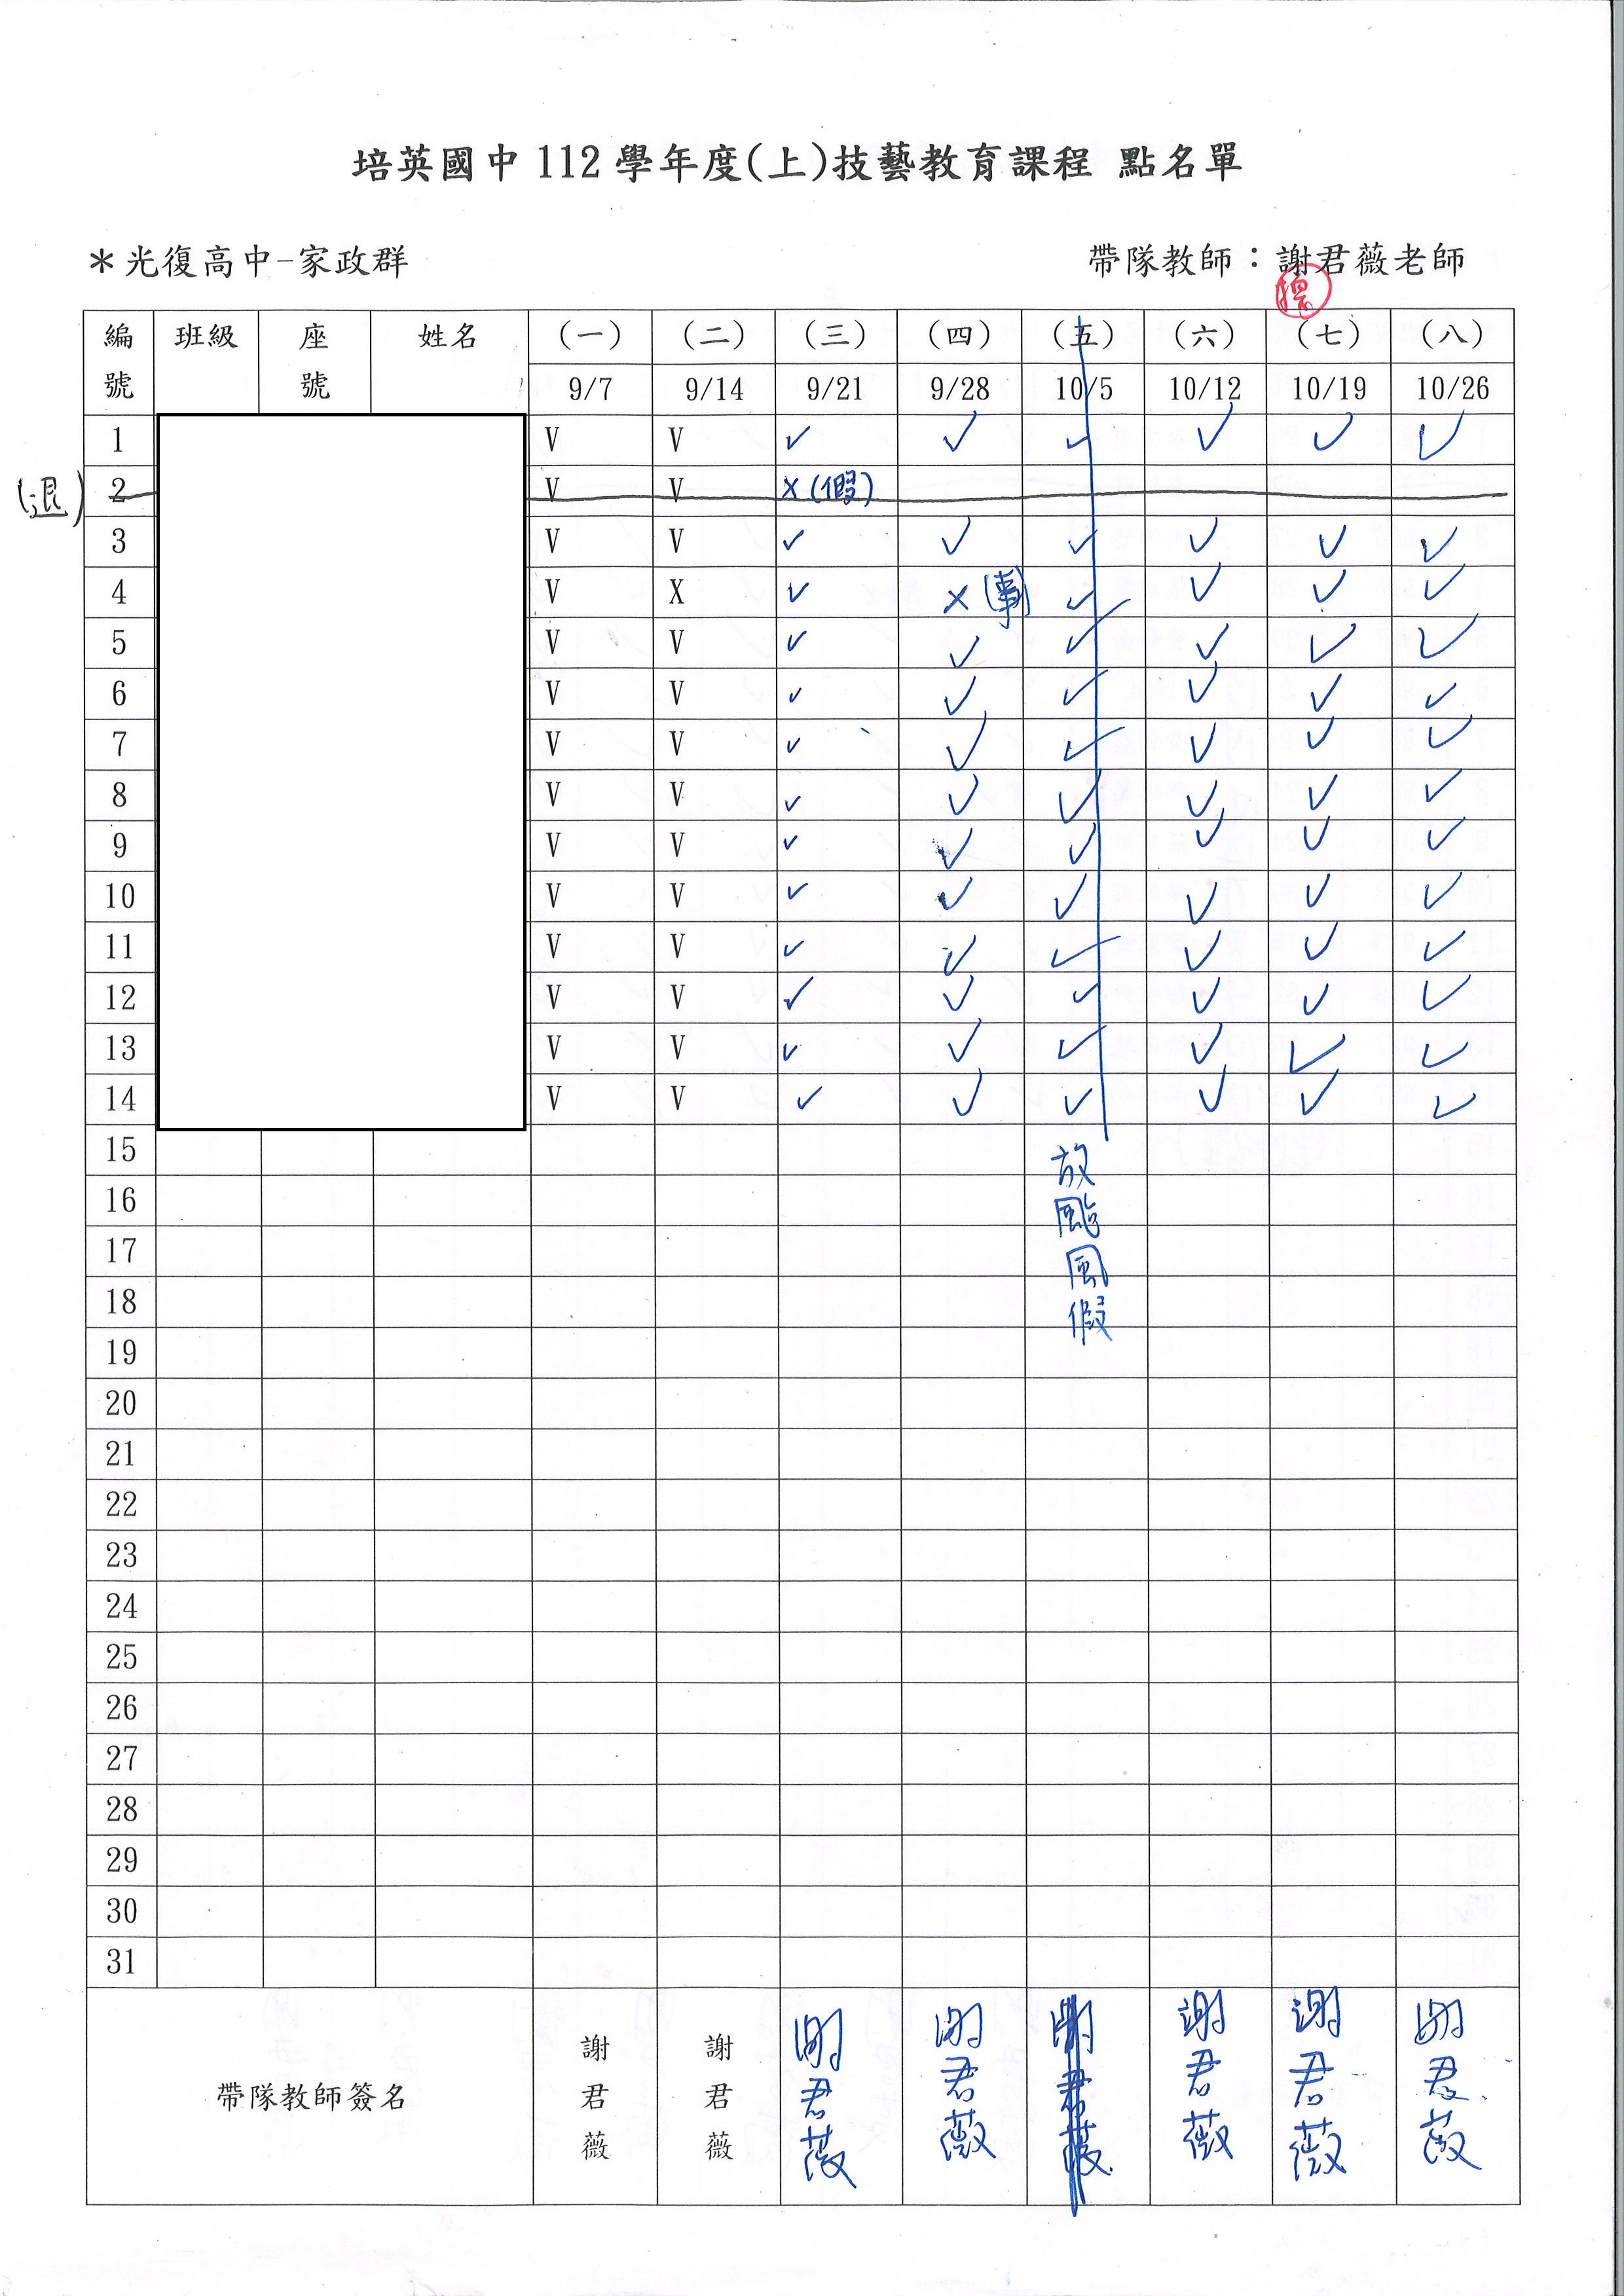 培英國中 112 學年度(上)技藝教育課程 點名單
*光復高中-家政群 帶隊教師：謝君薇老師
編號 班級 座號 姓名 (一) (二) (三) (四) (五) (六) (七) (八)
9/7 9/14 9/21 9/28 10/5 10/12 10/19 10/26
1 V V ✓ ✓ ✓ ✓ ✓ ✓
(退) 2 V V X(假)
3 V V ✓ ✓ ✓ ✓ ✓ ✓
4 V X ✓ X(事) ✓ ✓ ✓ ✓
5 V V ✓ ✓ ✓ ✓ ✓ ✓
6 V V ✓ ✓ ✓ ✓ ✓ ✓
7 V V ✓ ✓ ✓ ✓ ✓ ✓
8 V V ✓ ✓ ✓ ✓ ✓ ✓
9 V V ✓ ✓ ✓ ✓ ✓ ✓
10 V V ✓ ✓ ✓ ✓ ✓ ✓
11 V V ✓ ✓ ✓ ✓ ✓ ✓
12 V V ✓ ✓ ✓ ✓ ✓ ✓
13 V V ✓ ✓ ✓ ✓ ✓ ✓
14 V V ✓ ✓ ✓ ✓ ✓ ✓
放颱風假
15
16
17
18
19
20
21
22
23
24
25
26
27
28
29
30
31
帶隊教師簽名 謝君薇 謝君薇 謝君薇 謝君薇 謝君薇 謝君薇 謝君薇 謝君薇